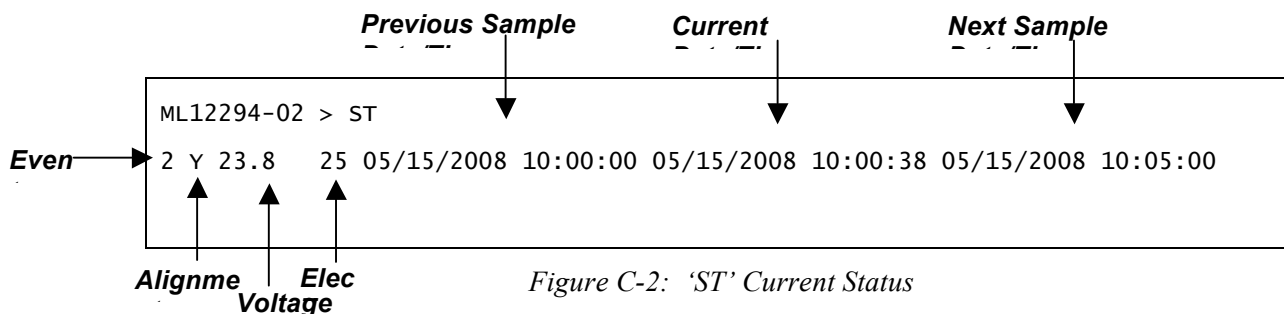 Previous Sample
Current
Next Sample
ML12294-02 > ST
Even
2 Y 23.8 25 05/15/2008 10:00:00 05/15/2008 10:00:38 05/15/2008 10:05:00
Alignme
Voltage
Elec
Figure C-2: ‘ST’ Current Status